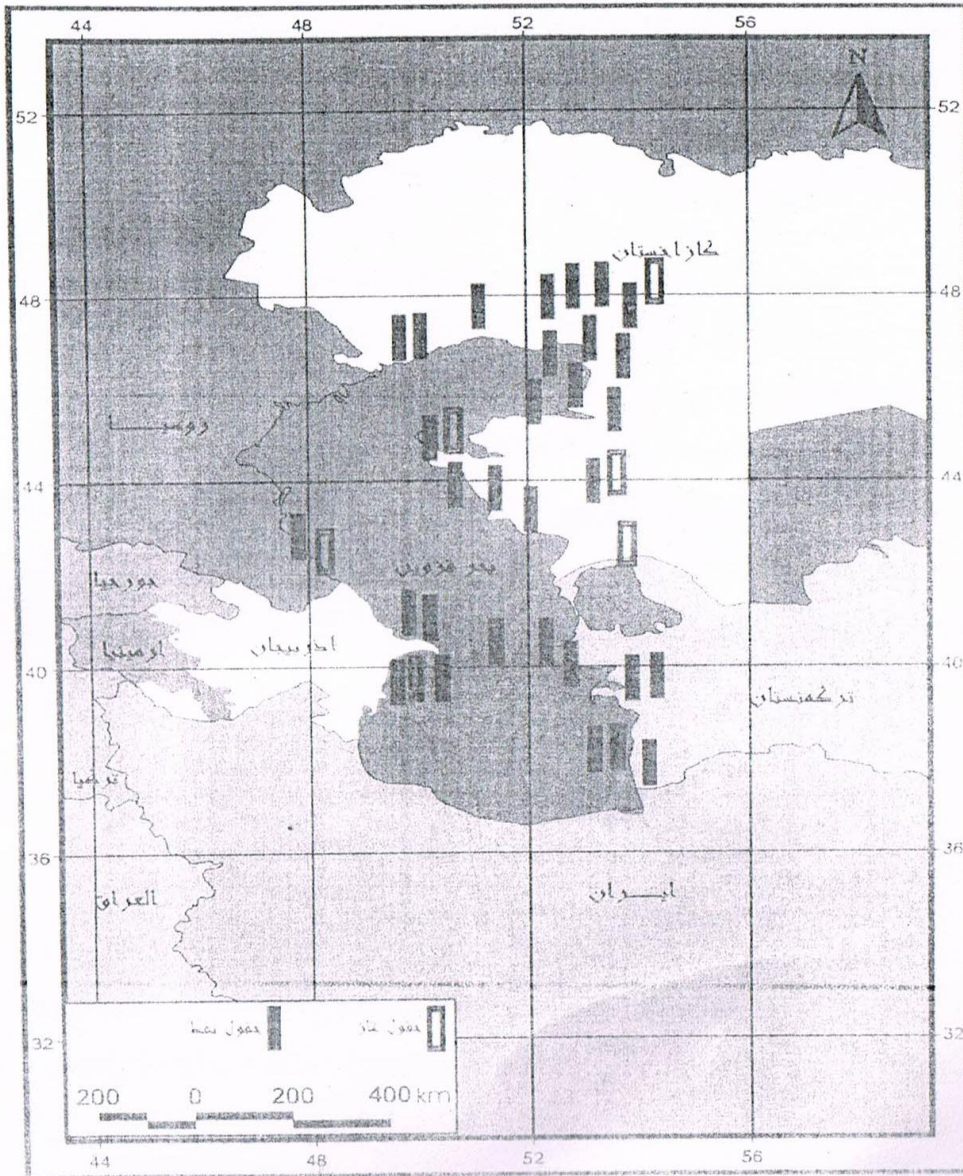 44 48 52 56
N
52 52
كازاخستان
48 48
روسيا
44 44
بحر قزوين
جورجيا
ارمينيا
اذربيجان
40 40
تركمنستان
تركيا
36 36
العراق
ايران
حقول نفط
حقول غاز
32 32
200 0 200 400 km
44 48 52 56